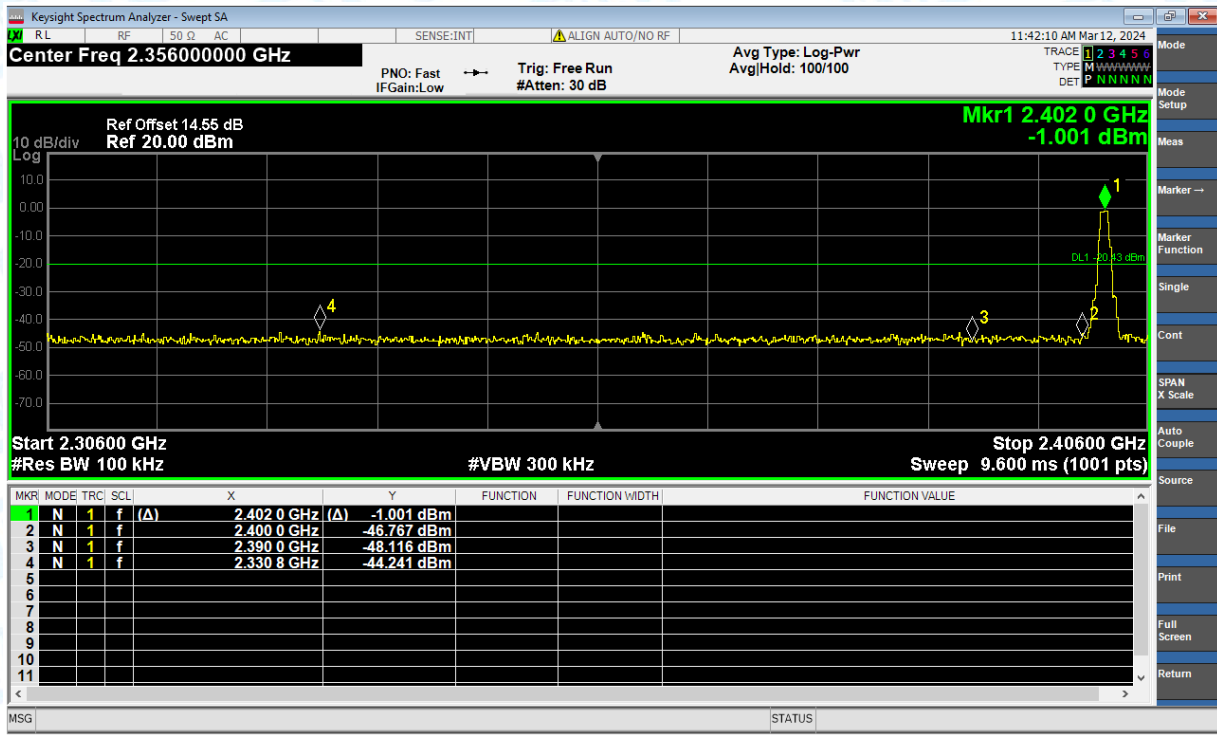 Keysight Spectrum Analyzer - Swept SA
LXI RL RF 50 Ω AC SENSE:INT ALIGN AUTO/NO RF 11:42:10 AM Mar 12, 2024
Center Freq 2.356000000 GHz
PNO: Fast
IFGain:Low
Trig: Free Run
#Atten: 30 dB
Avg Type: Log-Pwr
Avg|Hold: 100/100
TRACE 1 2 3 4 5 6
TYPE M W W W W W
DET P N N N N N
Mkr1 2.402 0 GHz
-1.001 dBm
Ref Offset 14.55 dB
10 dB/div Ref 20.00 dBm
Log
10.0
0.00
-10.0
-20.0
-30.0
-40.0
-50.0
-60.0
-70.0
1
DL1 -20.43 dBm
4
3
2
Start 2.30600 GHz Stop 2.40600 GHz
#Res BW 100 kHz #VBW 300 kHz Sweep 9.600 ms (1001 pts)
MKR MODE TRC SCL X Y FUNCTION FUNCTION WIDTH FUNCTION VALUE
1 N 1 f (Δ) 2.402 0 GHz (Δ) -1.001 dBm
2 N 1 f 2.400 0 GHz -46.767 dBm
3 N 1 f 2.390 0 GHz -48.116 dBm
4 N 1 f 2.330 8 GHz -44.241 dBm
5
6
7
8
9
10
11
MSG STATUS
Mode
Mode
Setup
Meas
Marker →
Marker
Function
Single
Cont
SPAN
X Scale
Auto
Couple
Source
File
Print
Full
Screen
Return